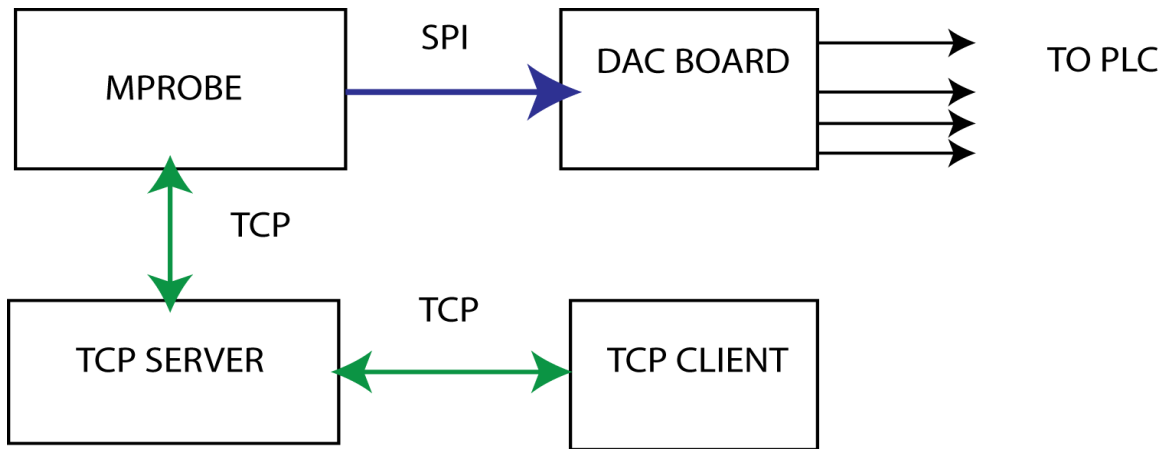 SPI
MPROBE
DAC BOARD
TO PLC
TCP
TCP
TCP SERVER
TCP CLIENT